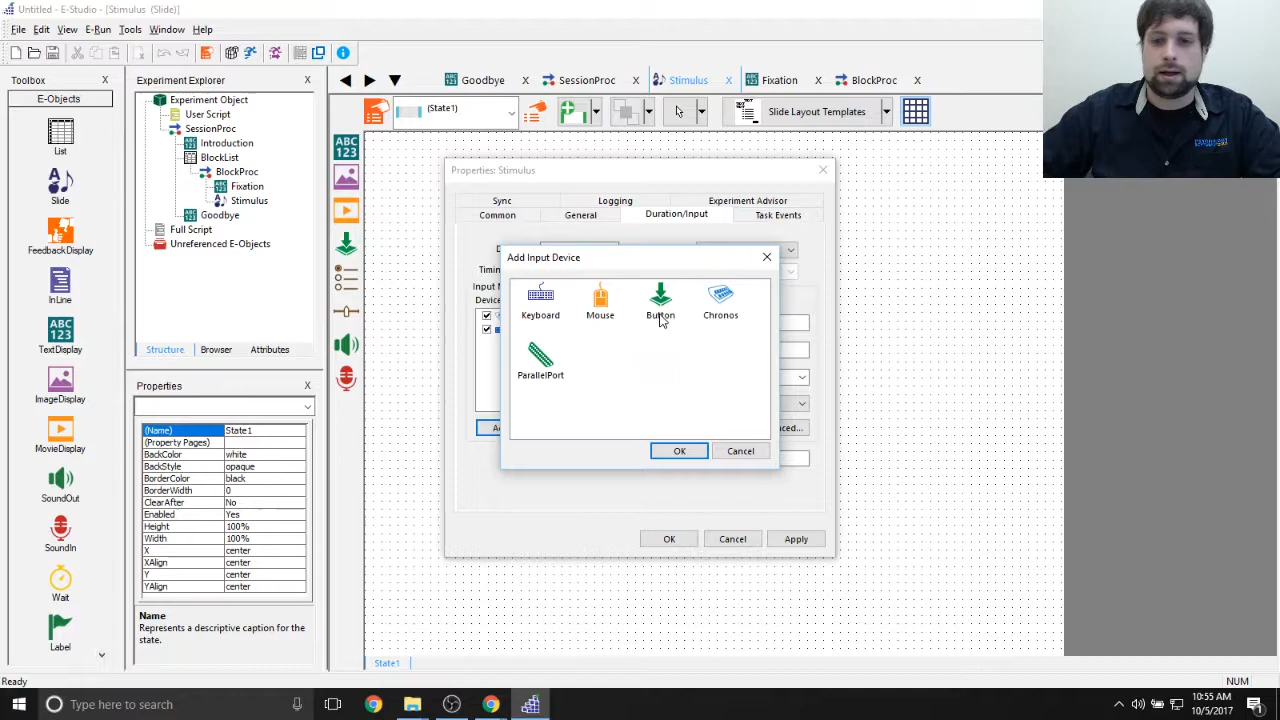 Untitled - E-Studio - [Stimulus (Slide)]
File Edit View E-Run Tools Window Help
Toolbox
E-Objects
List
Slide
FeedbackDisplay
InLine
TextDisplay
ImageDisplay
MovieDisplay
SoundOut
SoundIn
Wait
Label
Experiment Explorer
Experiment Object
User Script
SessionProc
Introduction
BlockList
BlockProc
Fixation
Stimulus
Goodbye
Full Script
Unreferenced E-Objects
Structure Browser Attributes
Properties
(Name) State1
(Property Pages)
BackColor white
BackStyle opaque
BorderColor black
BorderWidth 0
ClearAfter No
Enabled Yes
Height 100%
Width 100%
X center
XAlign center
Y center
YAlign center
Name
Represents a descriptive caption for the
state.
Goodbye X SessionProc X Stimulus X Fixation X BlockProc X
(State1)
Slide Layout Templates
ABC
123
Properties: Stimulus
Sync Logging Experiment Advisor
Common General Duration/Input Task Events
Timin
Input M
Device
Add Input Device
Keyboard Mouse Button Chronos
ParallelPort
OK Cancel
OK Cancel Apply
State1
Ready
NUM
Type here to search
10:55 AM
10/5/2017